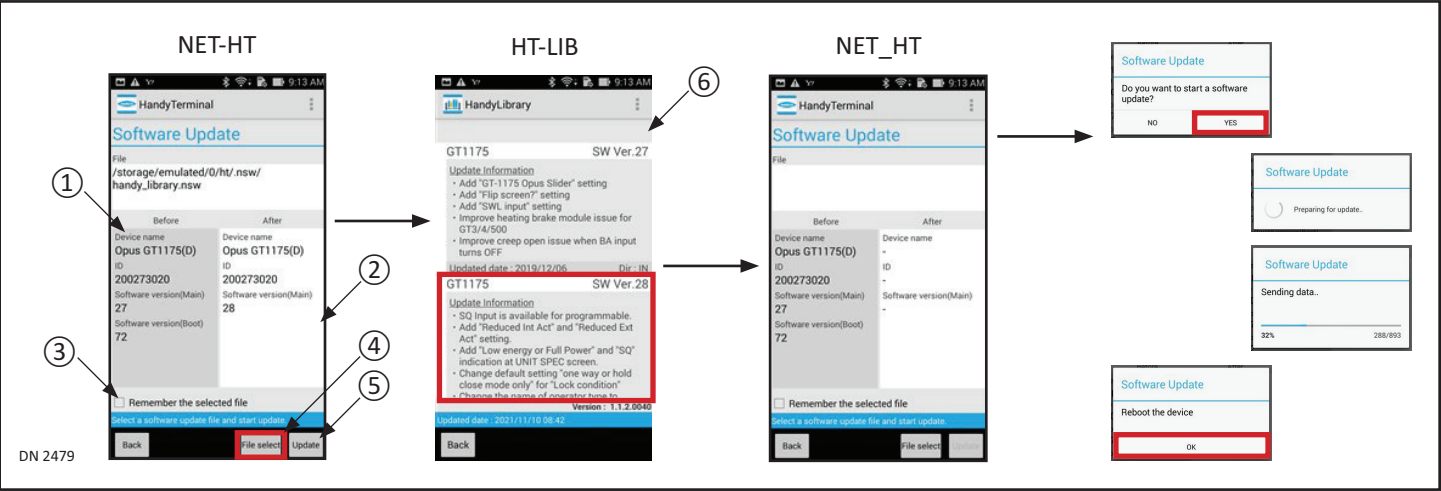 NET-HT
9:13 AM
HandyTerminal
Software Update
File
/storage/emulated/0/ht/.nsw/
handy_library.nsw
Before After
Device name Device name
Opus GT1175(D) Opus GT1175(D)
ID ID
200273020 200273020
Software version(Main) Software version(Main)
27 28
Software version(Boot)
72
Remember the selected file
Select a software update file and start update.
Back File select Update
①
②
③
④
⑤
DN 2479
HT-LIB
9:13 AM
HandyLibrary
⑥
GT1175 SW Ver.27
Update Information
· Add "GT-1175 Opus Slider" setting
· Add "Flip screen?" setting
· Add "SWL input" setting
· Improve heating brake module issue for
GT3/4/500
· Improve creep open issue when BA input
turns OFF
Updated date : 2019/12/06 Dir : IN
GT1175 SW Ver.28
Update Information
· SQ Input is available for programmable.
· Add "Reduced Int Act" and "Reduced Ext
Act" setting.
· Add "Low energy or Full Power" and "SQ"
indication at UNIT SPEC screen.
· Change default setting "one way or hold
close mode only" for "Lock condition"
· Change the name of operator type to
Version : 1.1.2.0040
Updated date : 2021/11/10 08:42
Back
NET_HT
9:13 AM
HandyTerminal
Software Update
File
Before After
Device name Device name
Opus GT1175(D) -
ID ID
200273020 -
Software version(Main) Software version(Main)
27 -
Software version(Boot)
72
Remember the selected file
Select a software update file and start update.
Back File select Update
Software Update
Do you want to start a software
update?
NO YES
Software Update
Preparing for update..
Software Update
Sending data..
32% 288/893
Software Update
Reboot the device
OK